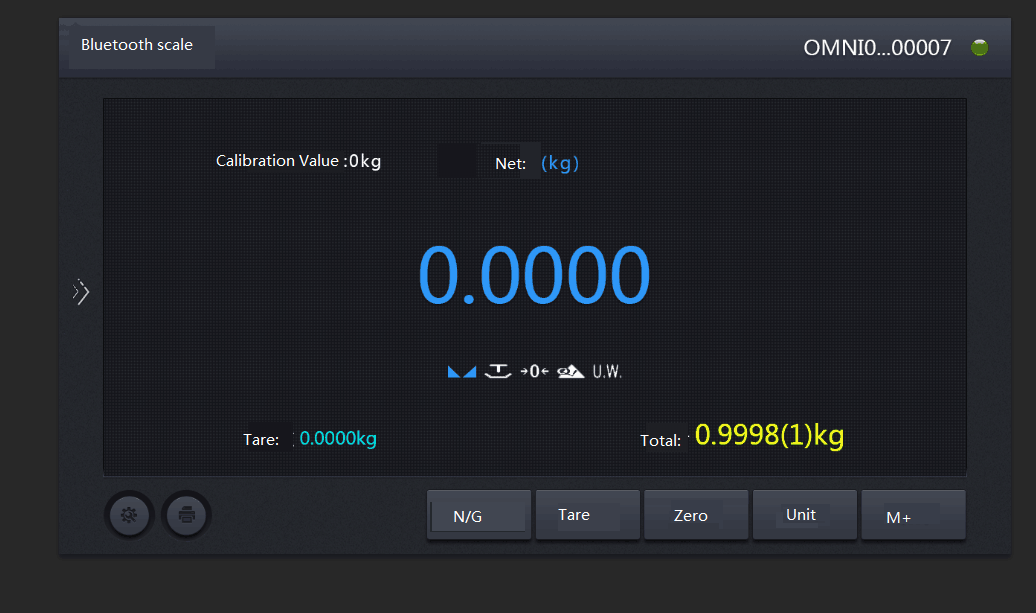 Bluetooth scale
OMNI0...00007
Calibration Value :0kg
Net: (kg)
0.0000
→0← U.W.
Tare: 0.0000kg
Total: 0.9998(1)kg
N/G
Tare
Zero
Unit
M+